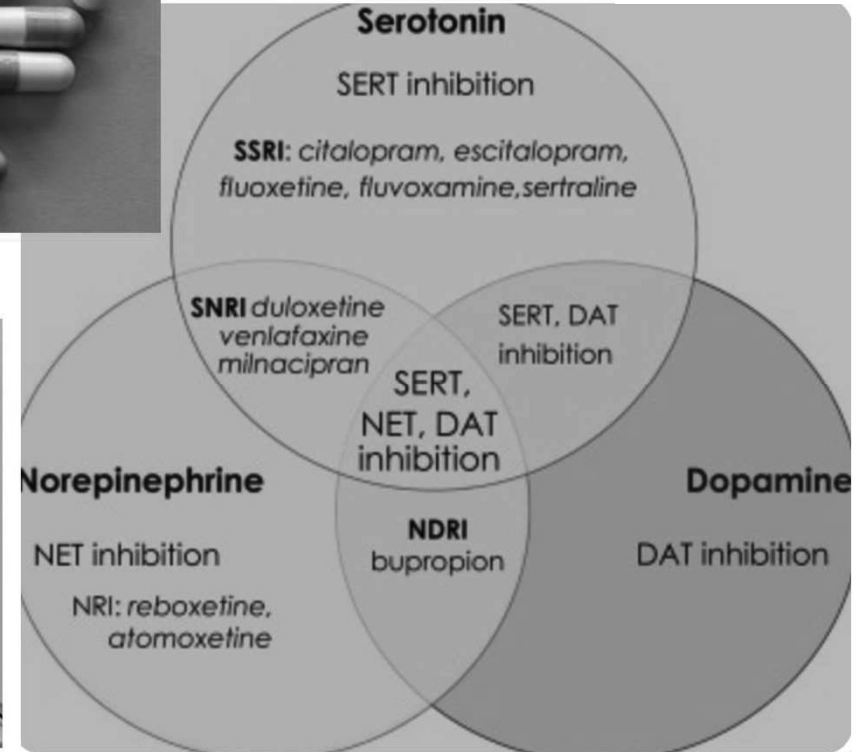 Serotonin
SERT inhibition
SSRI: citalopram, escitalopram,
fluoxetine, fluvoxamine,sertraline
SNRI duloxetine
venlafaxine
milnacipran
SERT, DAT
inhibition
SERT,
NET, DAT
inhibition
Norepinephrine
NET inhibition
NRI: reboxetine,
atomoxetine
NDRI
bupropion
Dopamine
DAT inhibition